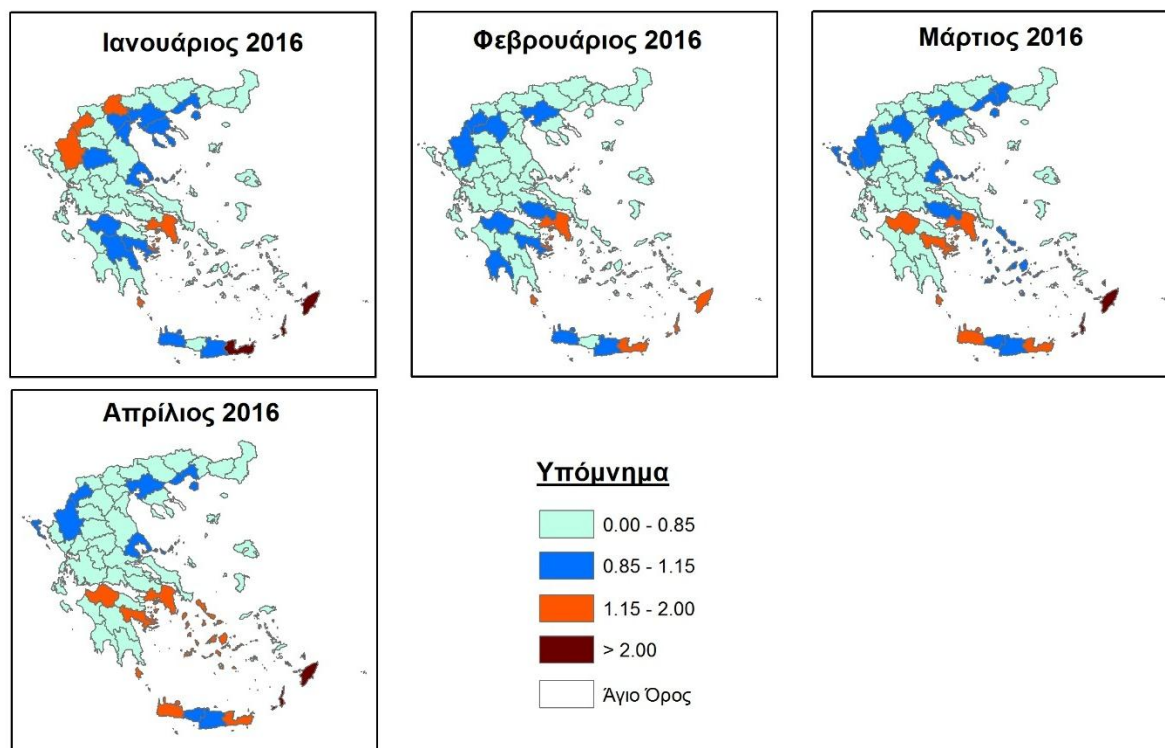 Ιανουάριος 2016
Φεβρουάριος 2016
Μάρτιος 2016
Απρίλιος 2016
Υπόμνημα
0.00 - 0.85
0.85 - 1.15
1.15 - 2.00
> 2.00
Άγιο Όρος